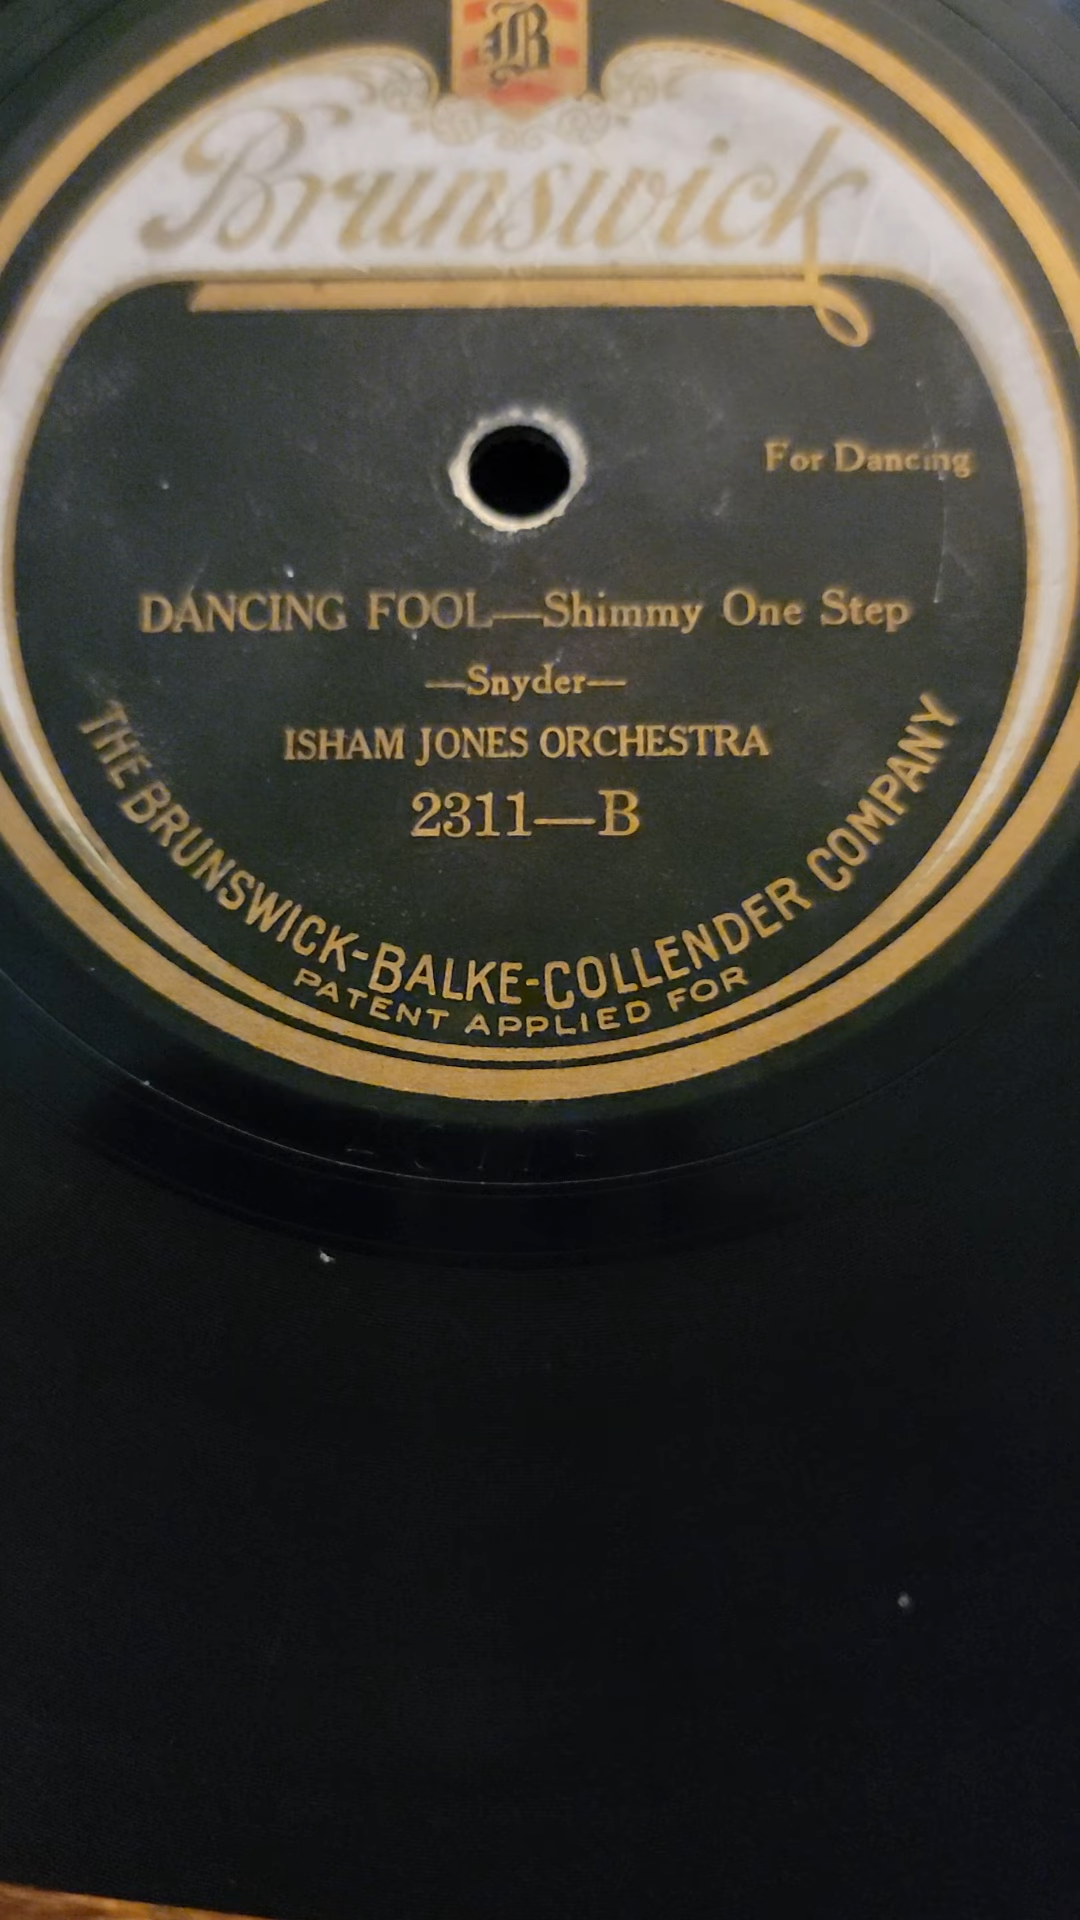 B
Brunswick
For Dancing
DANCING FOOL—Shimmy One Step
—Snyder—
ISHAM JONES ORCHESTRA
2311—B
THE BRUNSWICK-BALKE-COLLENDER COMPANY
PATENT APPLIED FOR